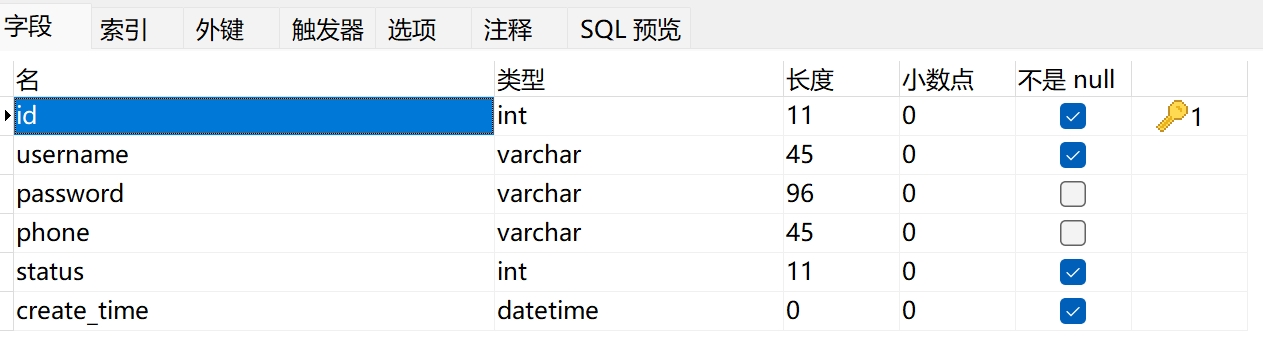 字段 索引 外键 触发器 选项 注释 SQL 预览
名 类型 长度 小数点 不是 null
id int 11 0 1
username varchar 45 0
password varchar 96 0
phone varchar 45 0
status int 11 0
create_time datetime 0 0